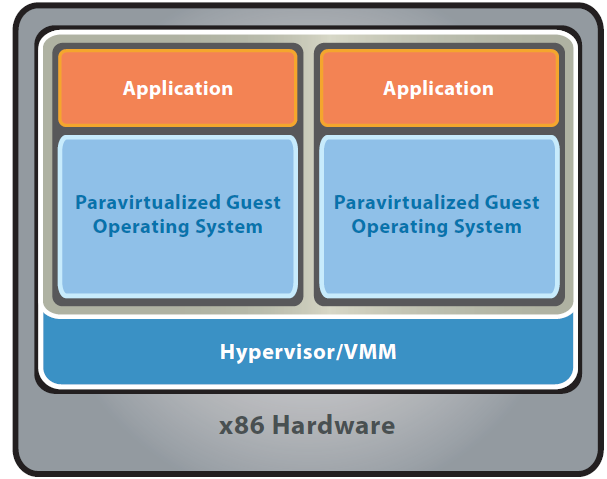 Application
Application
Paravirtualized Guest
Operating System
Paravirtualized Guest
Operating System
Hypervisor/VMM
x86 Hardware